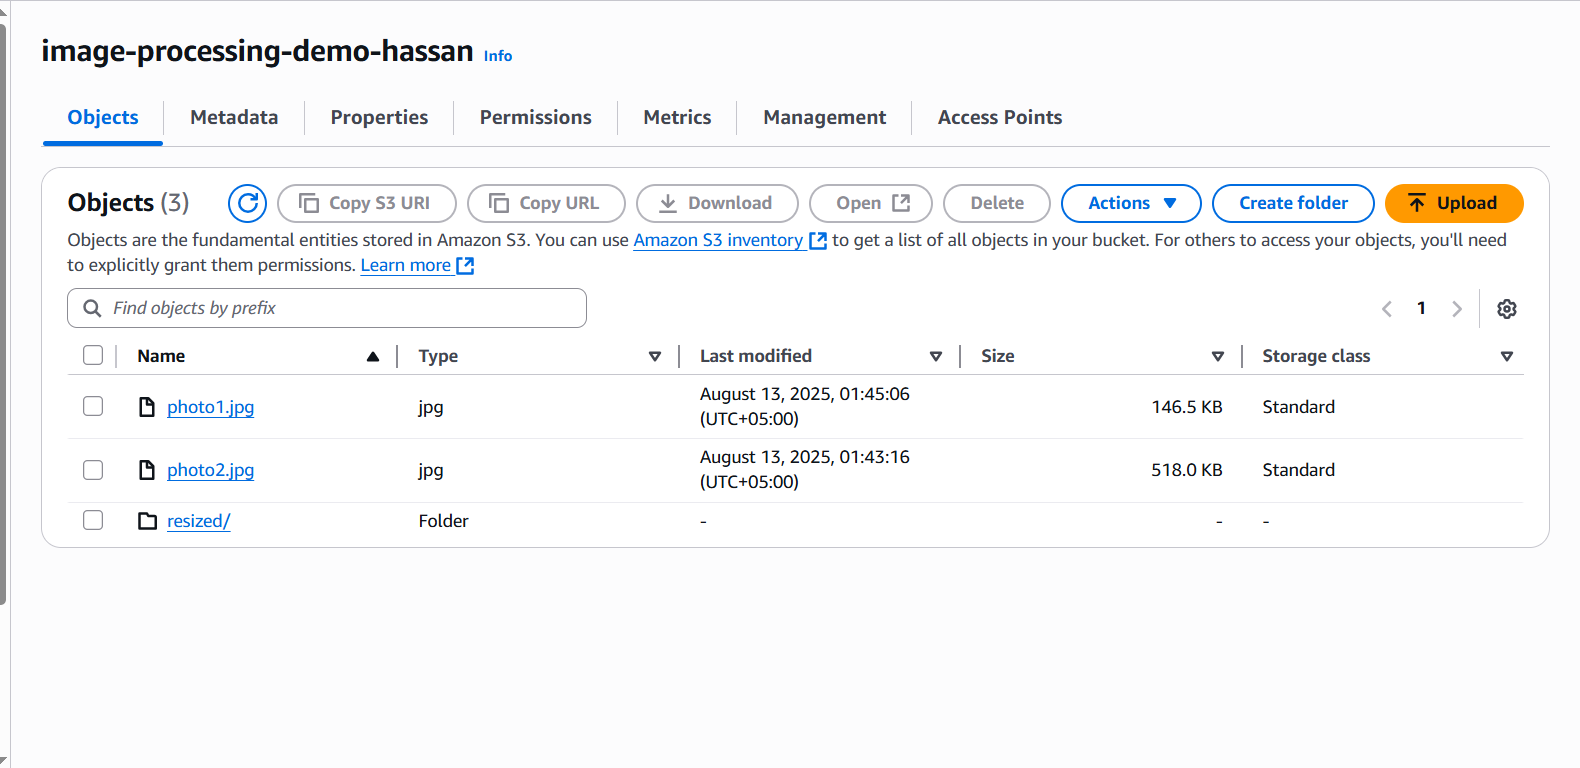 image-processing-demo-hassan Info
Objects Metadata Properties Permissions Metrics Management Access Points
Objects (3) Copy S3 URI Copy URL Download Open Delete Actions Create folder Upload
Objects are the fundamental entities stored in Amazon S3. You can use Amazon S3 inventory to get a list of all objects in your bucket. For others to access your objects, you'll need
to explicitly grant them permissions. Learn more
Find objects by prefix 1
Name Type Last modified Size Storage class
photo1.jpg jpg August 13, 2025, 01:45:06 (UTC+05:00) 146.5 KB Standard
photo2.jpg jpg August 13, 2025, 01:43:16 (UTC+05:00) 518.0 KB Standard
resized/ Folder - - -